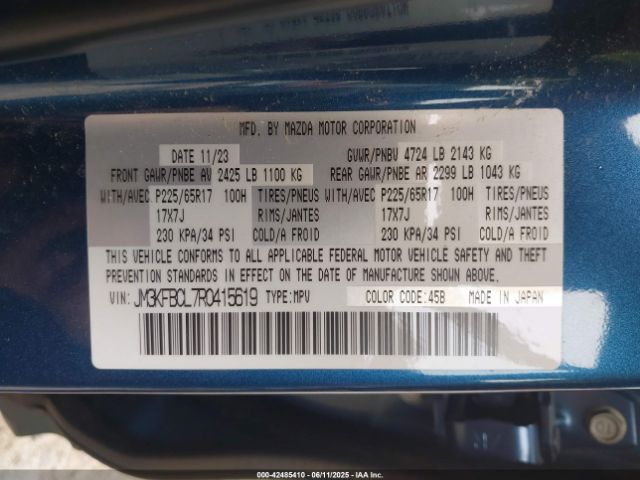 MFD. BY MAZDA MOTOR CORPORATION
DATE 11/23 GVWR/PNBV 4724 LB 2143 KG
FRONT GAWR/PNBE AV 2425 LB 1100 KG REAR GAWR/PNBE AR 2299 LB 1043 KG
WITH/AVEC P225/65R17 100H TIRES/PNEUS WITH/AVEC P225/65R17 100H TIRES/PNEUS
17X7J RIMS/JANTES 17X7J RIMS/JANTES
230 KPA/34 PSI COLD/A FROID 230 KPA/34 PSI COLD/A FROID
THIS VEHICLE CONFORMS TO ALL APPLICABLE FEDERAL MOTOR VEHICLE SAFETY AND THEFT
PREVENTION STANDARDS IN EFFECT ON THE DATE OF MANUFACTURE SHOWN ABOVE.
VIN: JM3KFBCL7R0415619 TYPE:MPV COLOR CODE:45B MADE IN JAPAN
000-42485410 - 06/11/2025 - IAA Inc.